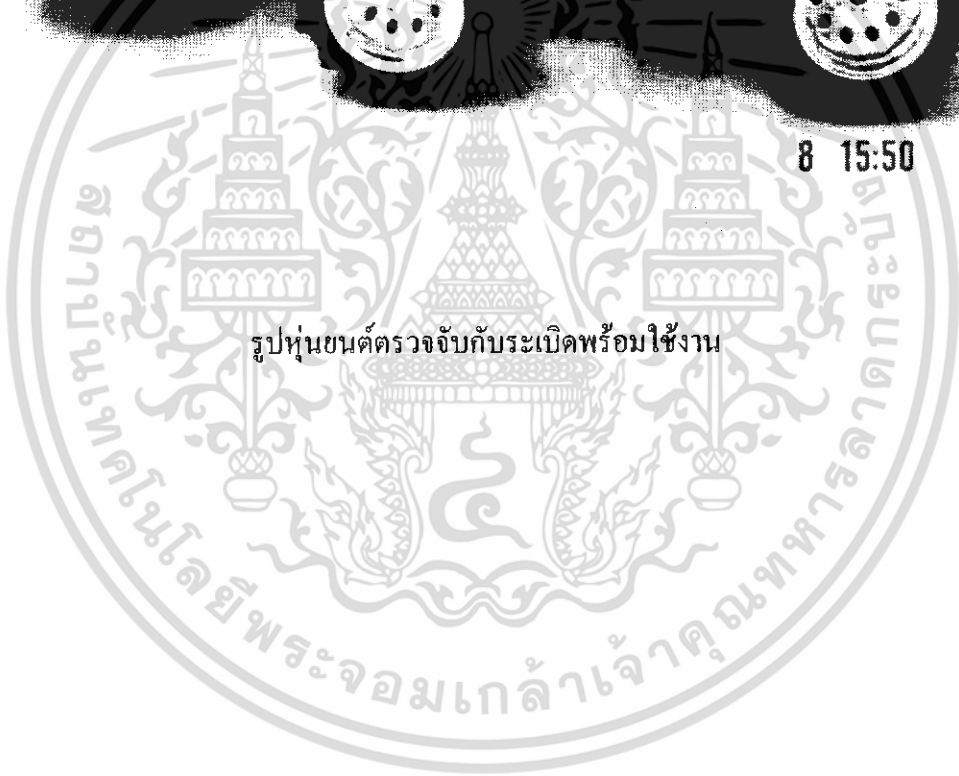 8 15:50
รูปหุ่นยนต์ตรวจจับกับระเบิดพร้อมใช้งาน
สถาบันเทคโนโลยีพระจอมเกล้าเจ้าคุณทหารลาดกระบัง